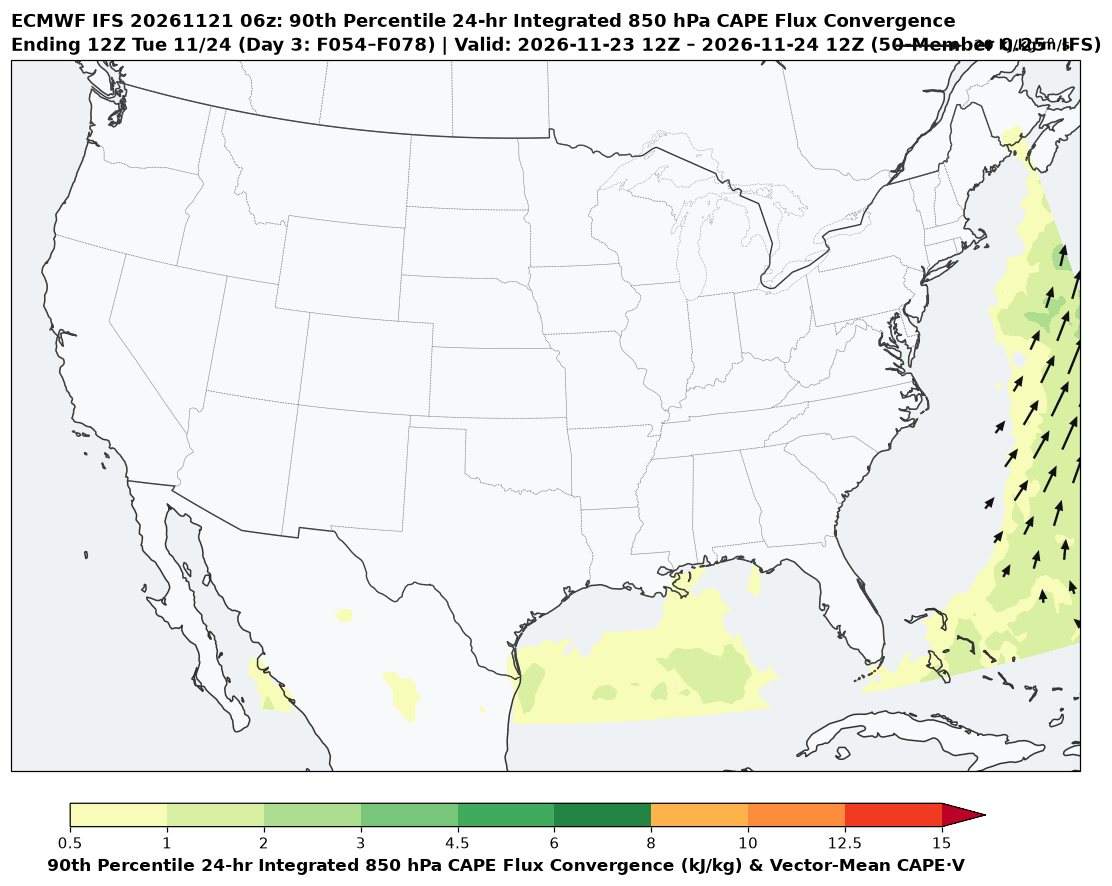 ECMWF IFS 20261121 06z: 90th Percentile 24-hr Integrated 850 hPa CAPE Flux Convergence
Ending 12Z Tue 11/24 (Day 3: F054–F078) | Valid: 2026-11-23 12Z – 2026-11-24 12Z (50-Member 0.25° IFS)
0.5 1 2 3 4.5 6 8 10 12.5 15
90th Percentile 24-hr Integrated 850 hPa CAPE Flux Convergence (kJ/kg) & Vector-Mean CAPE·V